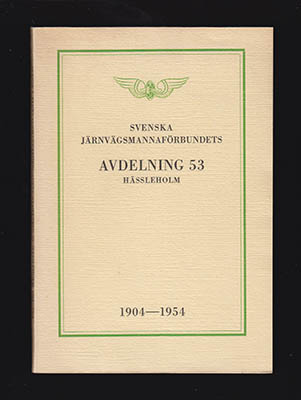 SVENSKA
JÄRNVÄGSMANNAFÖRBUNDETS
AVDELNING 53
HÄSSLEHOLM
1904—1954